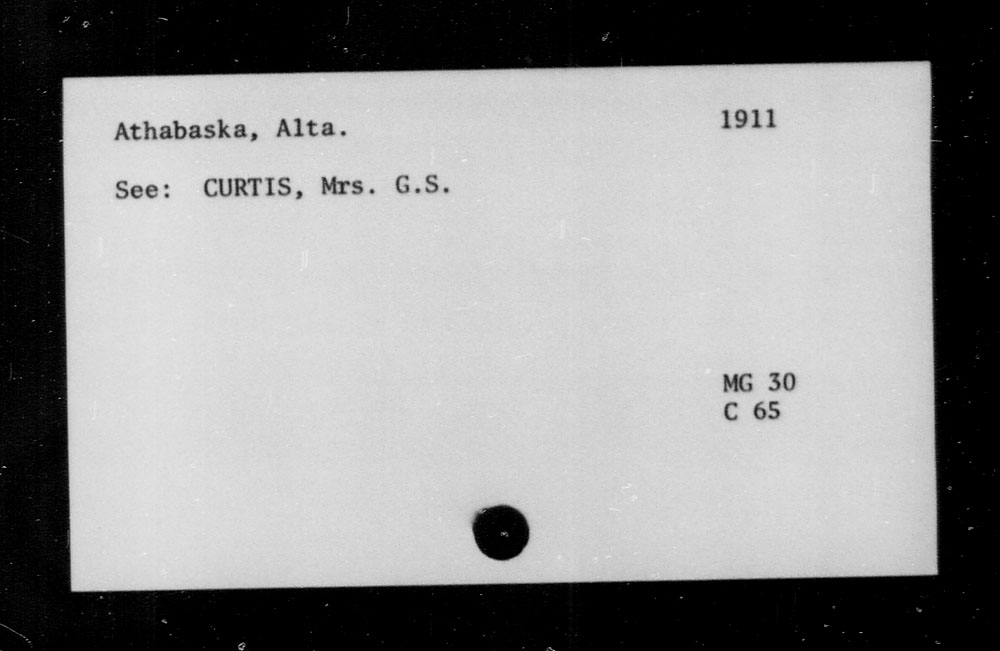 Athabaska, Alta. 1911
See: CURTIS, Mrs. G.S.
MG 30
C 65